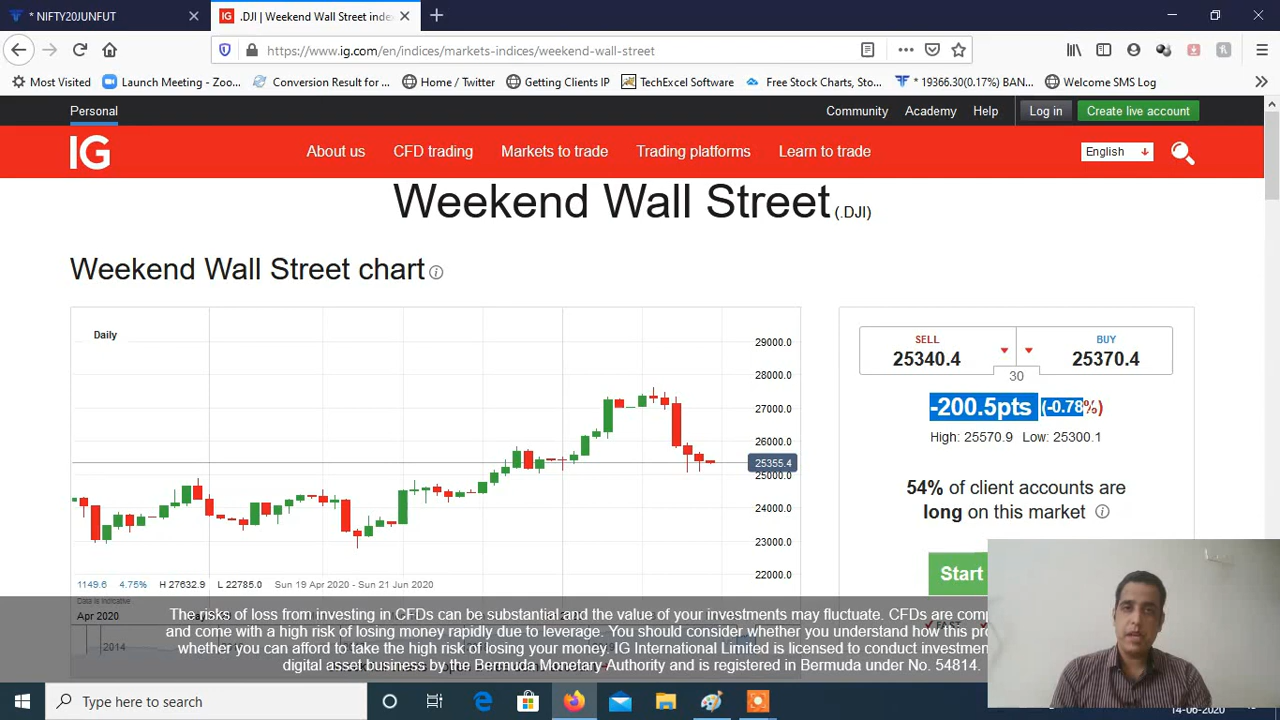 * NIFTY20JUNFUT
IG .DJI | Weekend Wall Street inde
https://www.ig.com/en/indices/markets-indices/weekend-wall-street
Most Visited
Launch Meeting - Zoo...
Conversion Result for ...
Home / Twitter
Getting Clients IP
TechExcel Software
Free Stock Charts, Sto...
* 19366.30(0.17%) BAN...
Welcome SMS Log
Personal
Community
Academy
Help
Log in
Create live account
IG
About us
CFD trading
Markets to trade
Trading platforms
Learn to trade
English
Weekend Wall Street (.DJI)
Weekend Wall Street chart
Daily
29000.0
28000.0
27000.0
26000.0
25355.4
25000.0
24000.0
23000.0
22000.0
1149.6 4.75% H 27632.9 L 22785.0 Sun 19 Apr 2020 - Sun 21 Jun 2020
Data is indicative
Apr 2020
2014
SELL
25340.4
BUY
25370.4
30
-200.5pts (-0.78%)
High: 25570.9 Low: 25300.1
54% of client accounts are
long on this market
Start
FAST
The risks of loss from investing in CFDs can be substantial and the value of your investments may fluctuate. CFDs are comp
and come with a high risk of losing money rapidly due to leverage. You should consider whether you understand how this pro
whether you can afford to take the high risk of losing your money. IG International Limited is licensed to conduct investmen
digital asset business by the Bermuda Monetary Authority and is registered in Bermuda under No. 54814.
Type here to search
14-06-2020